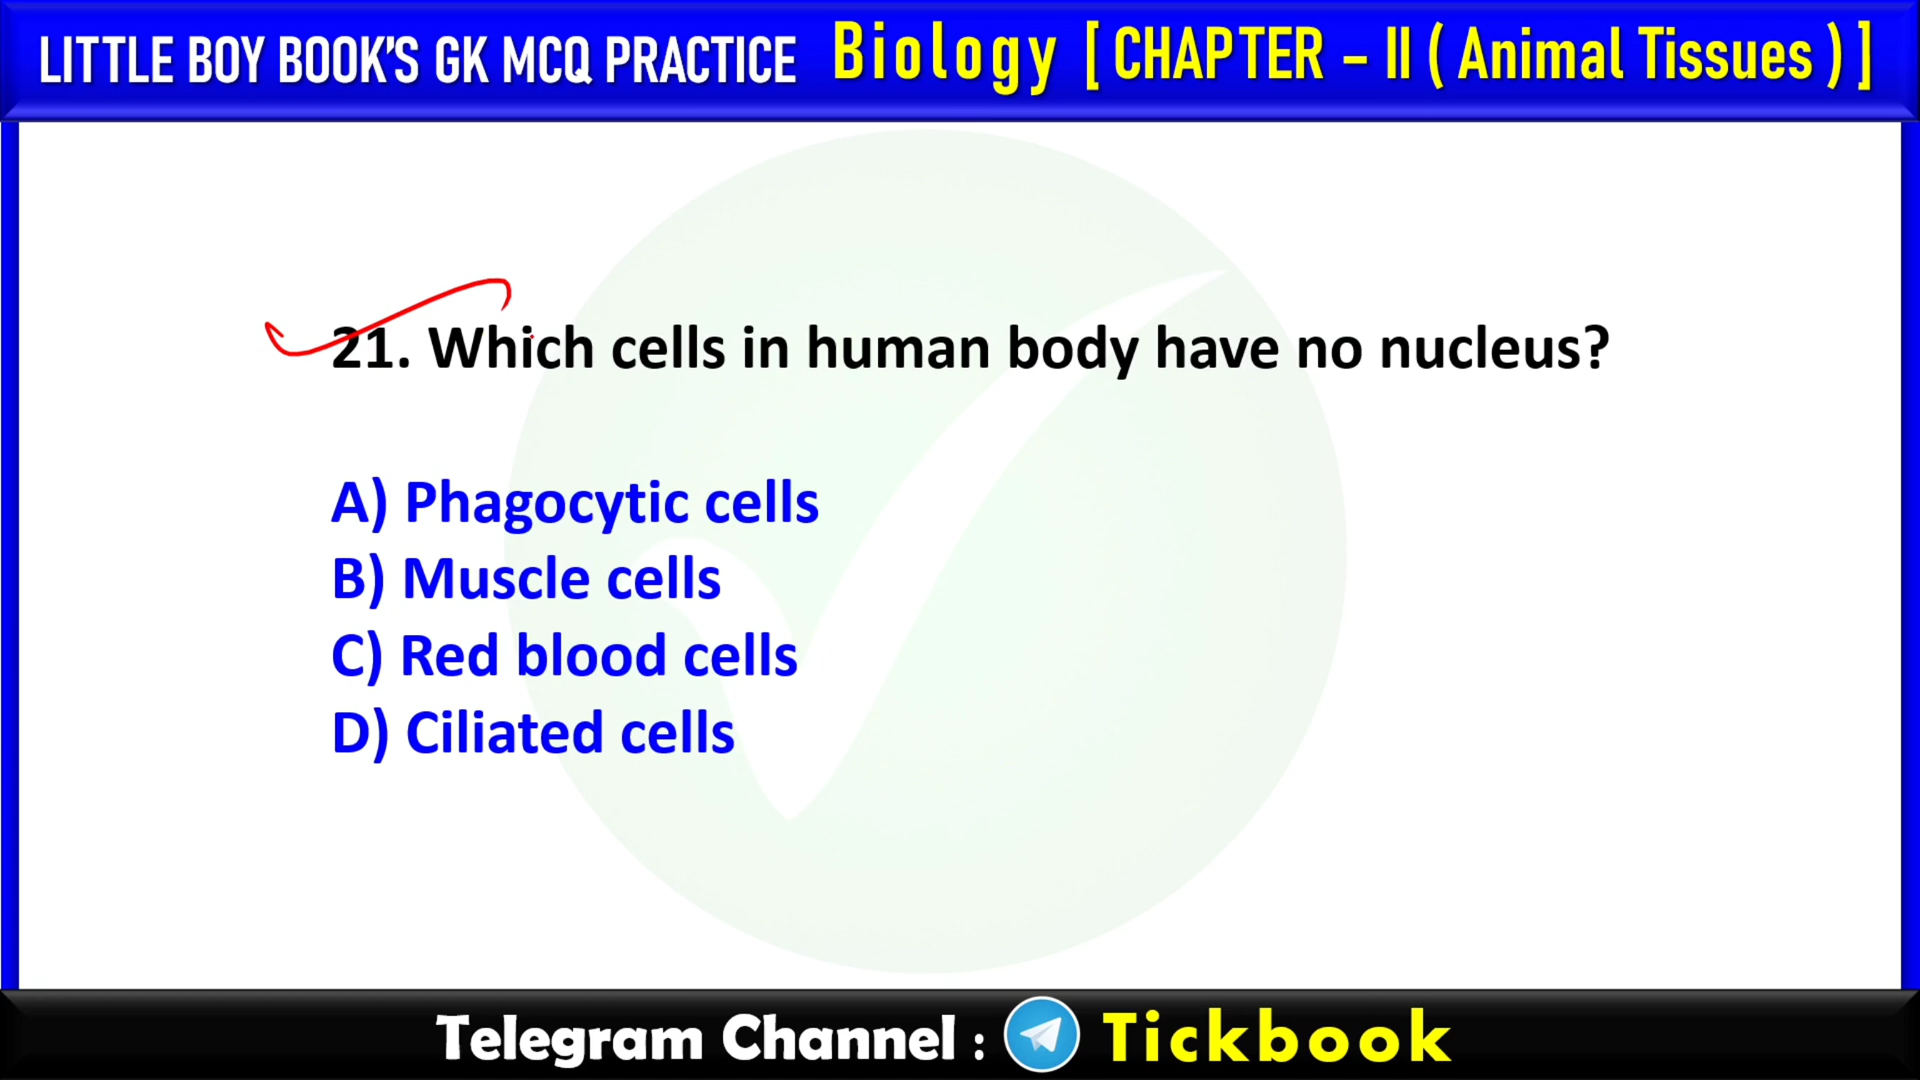 LITTLE BOY BOOK'S GK MCQ PRACTICE Biology [ CHAPTER – II ( Animal Tissues ) ]
21. Which cells in human body have no nucleus?
A) Phagocytic cells
B) Muscle cells
C) Red blood cells
D) Ciliated cells
Telegram Channel : Tickbook